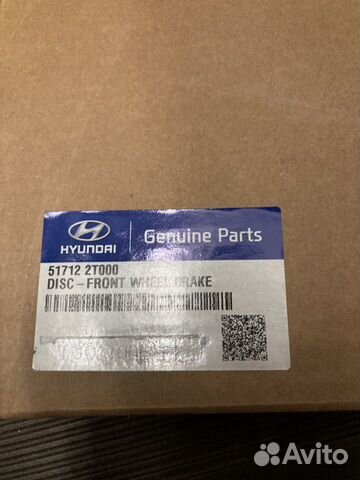 HYUNDAI
Genuine Parts
51712 2T000
DISC-FRONT WHEEL BRAKE
Avito